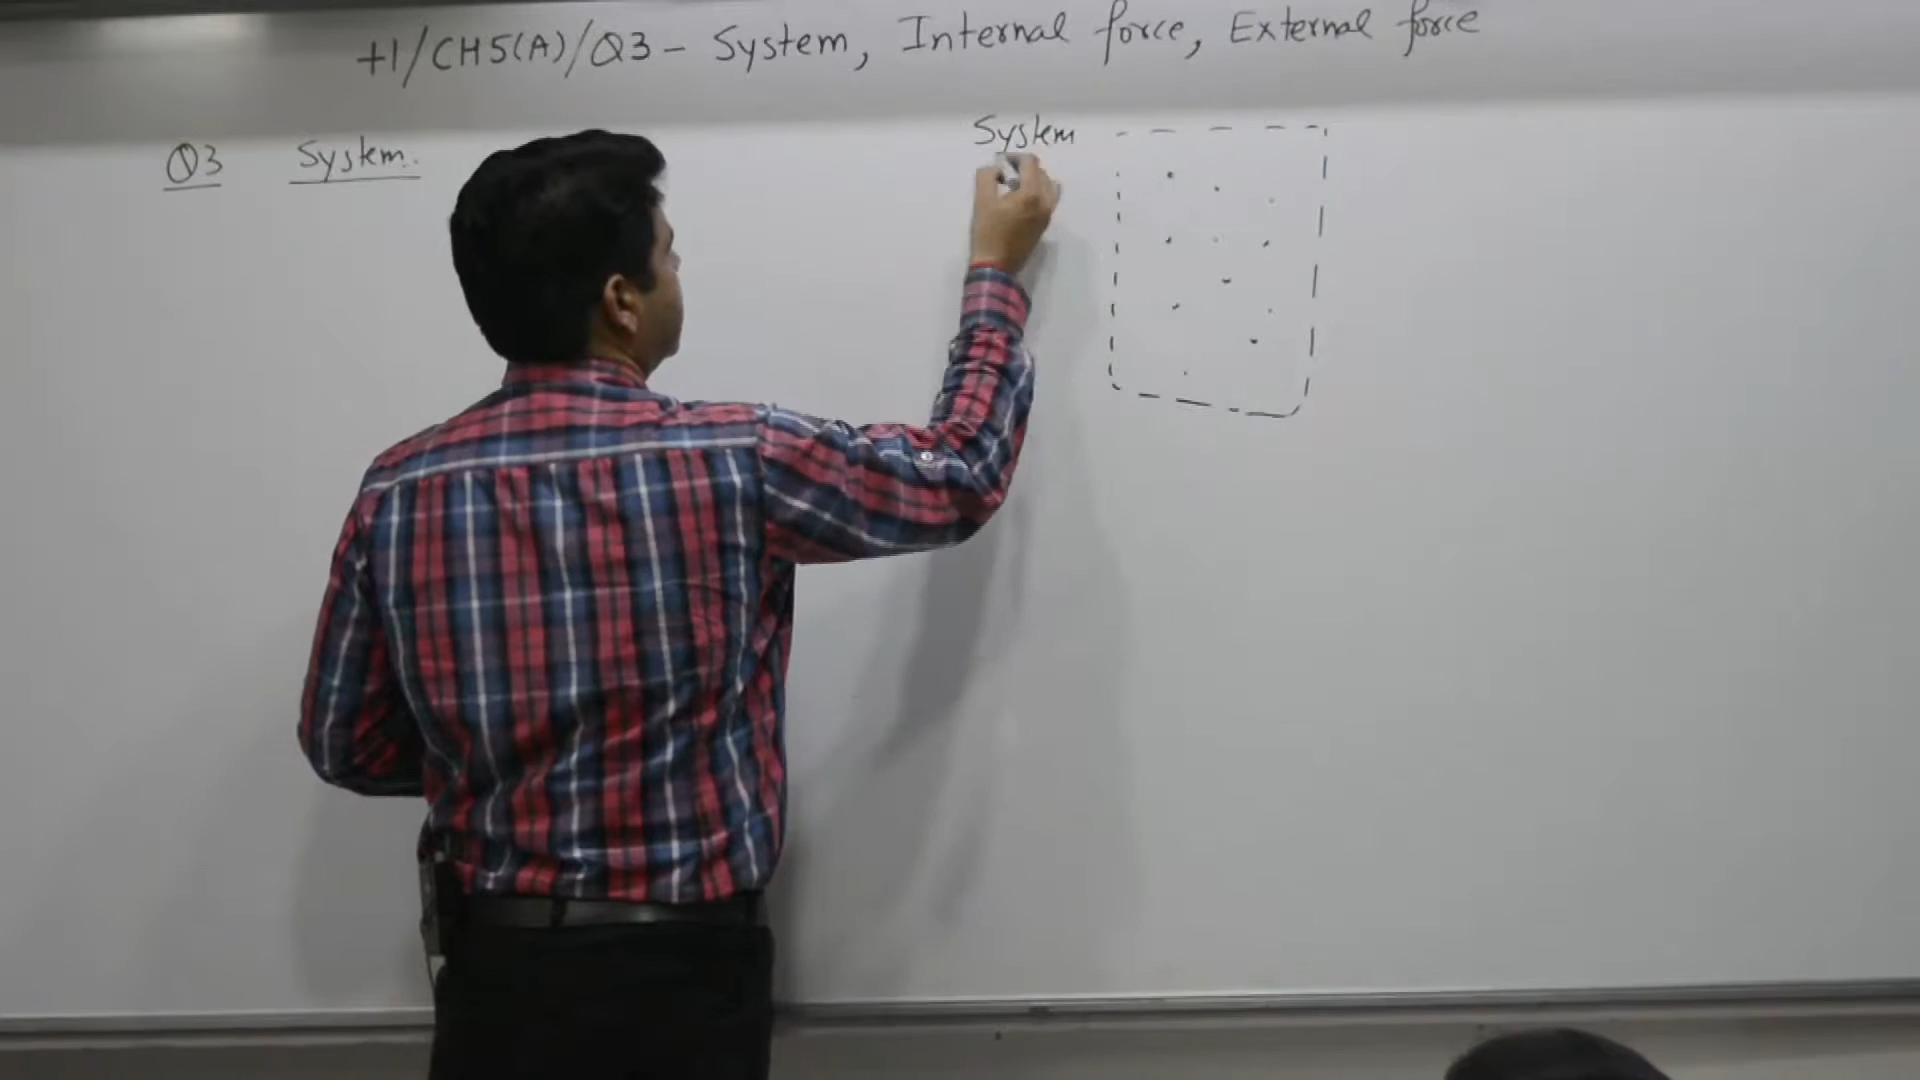 +1/CH5(A)/Q3 - System, Internal force, External force
Q3 System.
System